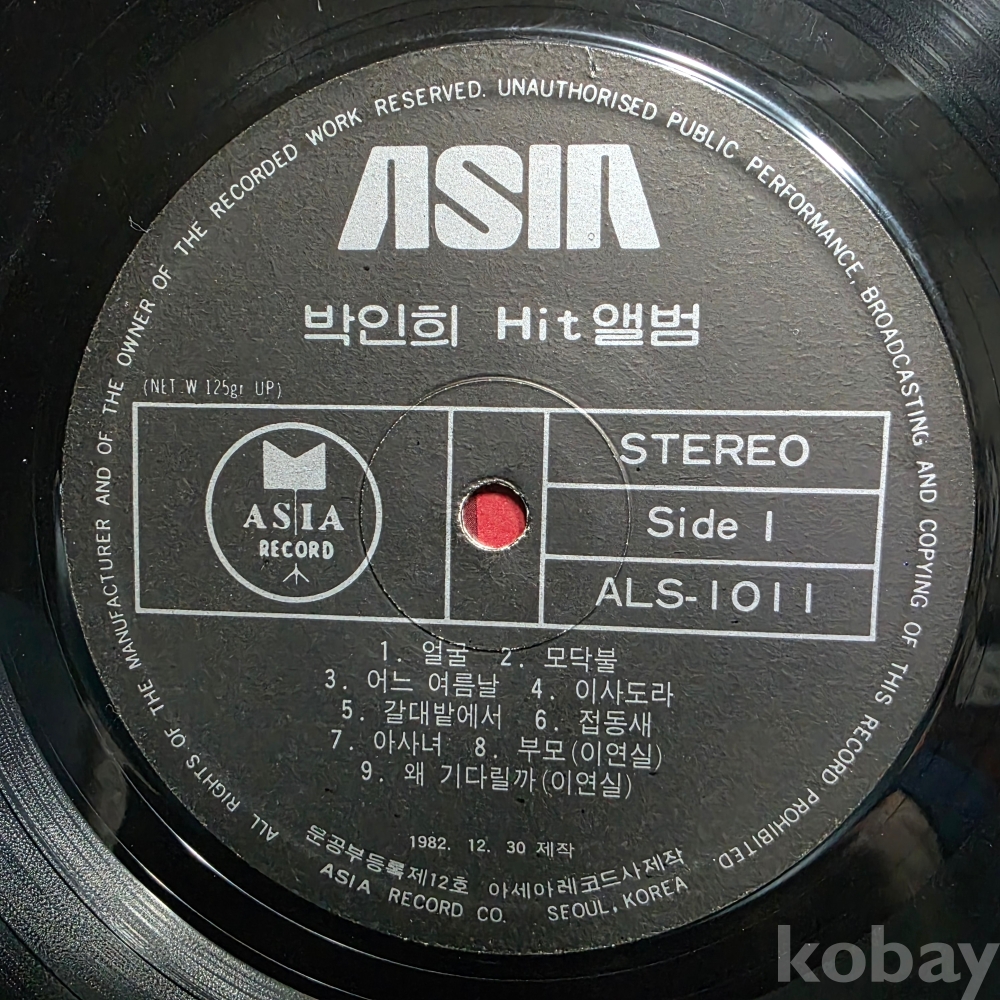 ALL RIGHTS OF THE MANUFACTURER AND OF THE OWNER OF THE RECORDED WORK RESERVED. UNAUTHORISED PUBLIC PERFORMANCE, BROADCASTING AND COPYING OF THIS RECORD PROHIBITED
ASIA
박인희 Hit앨범
(NET W 125gr UP)
ASIA
RECORD
STEREO
Side 1
ALS-1011
1. 얼굴 2. 모닥불
3. 어느 여름날 4. 이사도라
5. 갈대밭에서 6. 접동새
7. 아사녀 8. 부모(이연실)
9. 왜 기다릴까(이연실)
1982. 12. 30 제작
문공부등록제12호 아세아레코드사제작
ASIA RECORD CO. SEOUL, KOREA
kobay